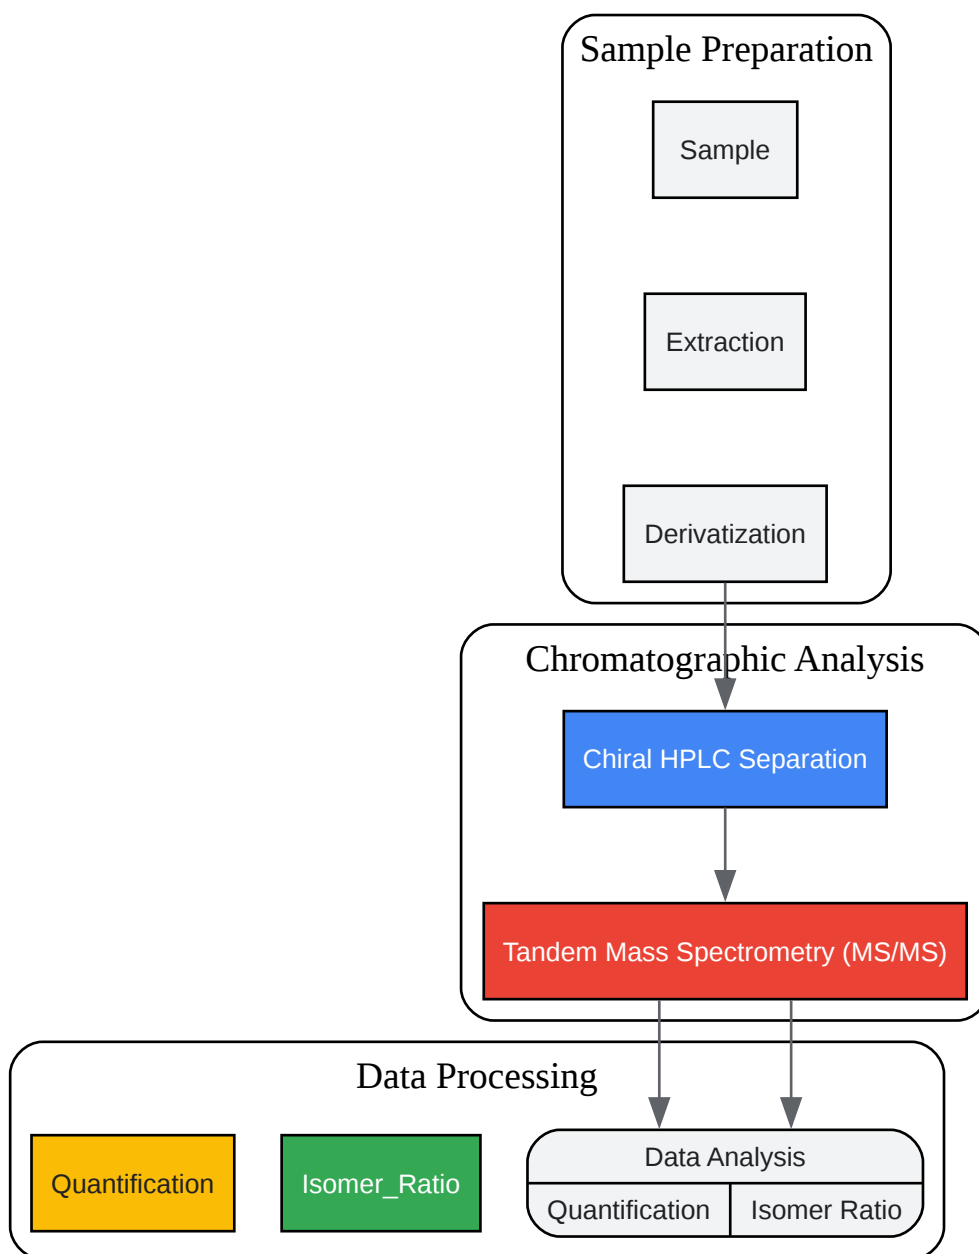 Sample Preparation
Sample
Extraction
Derivatization
Chromatographic Analysis
Chiral HPLC Separation
Tandem Mass Spectrometry (MS/MS)
Data Processing
Quantification
Isomer_Ratio
Data Analysis
Quantification
Isomer Ratio